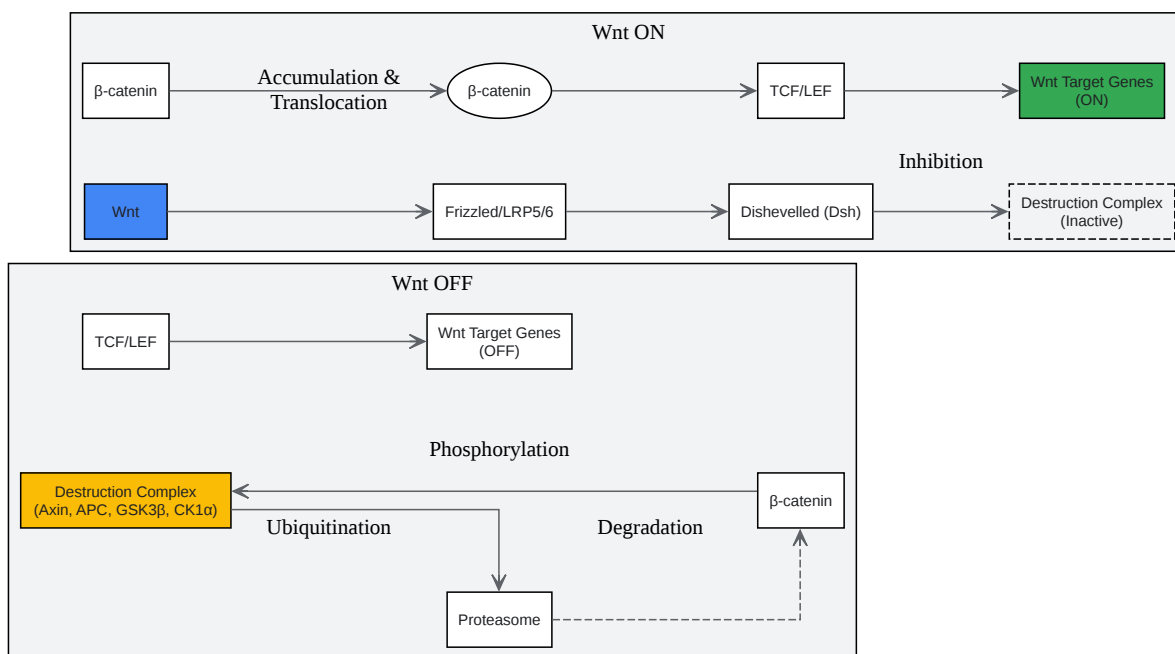 Wnt ON
β-catenin
Accumulation &
Translocation
β-catenin
TCF/LEF
Wnt Target Genes
(ON)
Inhibition
Wnt
Frizzled/LRP5/6
Dishevelled (Dsh)
Destruction Complex
(Inactive)
Wnt OFF
TCF/LEF
Wnt Target Genes
(OFF)
Phosphorylation
Destruction Complex
(Axin, APC, GSK3β, CK1α)
β-catenin
Ubiquitination
Degradation
Proteasome